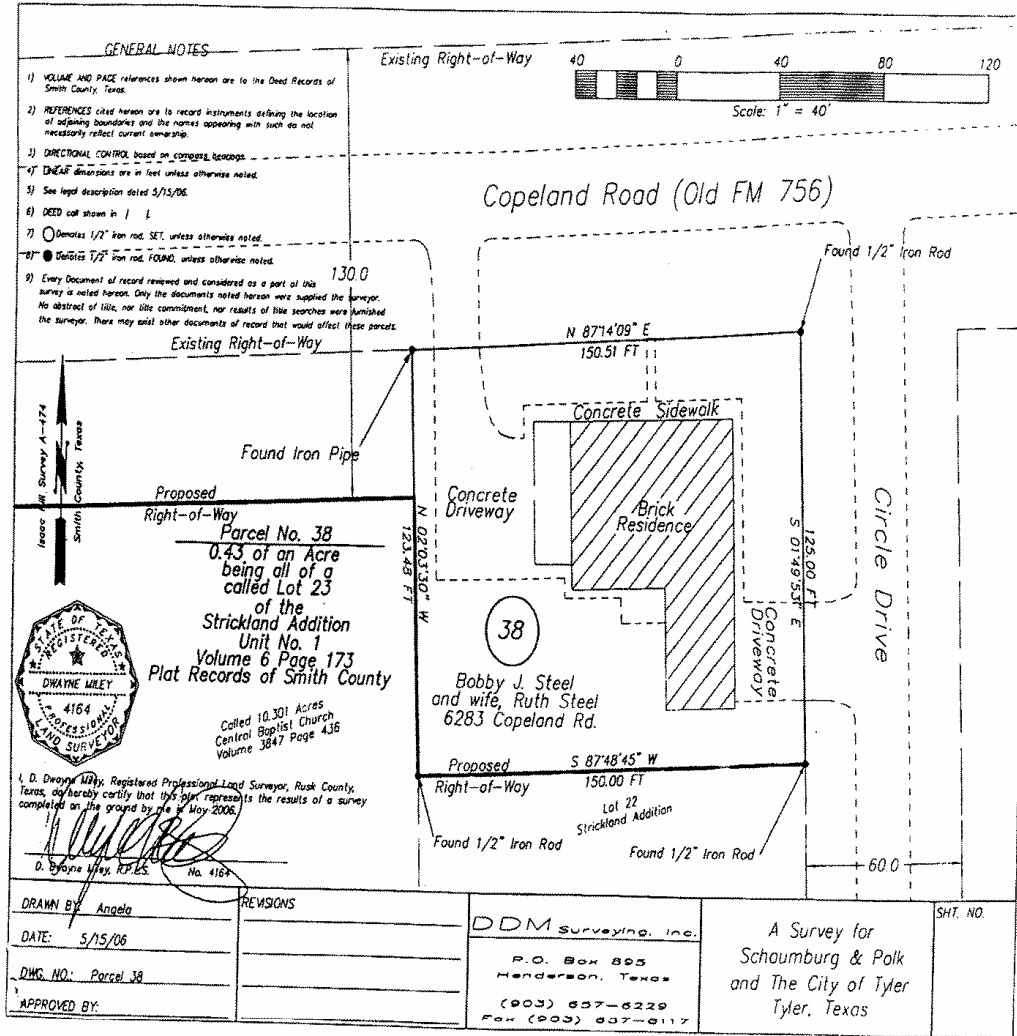 GENERAL NOTES
1) VOLUME AND PAGE references shown hereon are to the Deed Records of
Smith County, Texas.
2) REFERENCES cited hereon are to record instruments defining the location
of adjoining boundaries and the names appearing with such do not
necessarily reflect current ownership.
3) DIRECTIONAL CONTROL based on compass bearings.
4) LINEAR dimensions are in feet unless otherwise noted.
5) See legal description dated 5/15/06.
6) DEED call shown in [ ].
7) Denotes 1/2" iron rod, SET, unless otherwise noted.
8) Denotes 1/2" iron rod, FOUND, unless otherwise noted.
9) Every Document of record reviewed and considered as a part of this
survey is noted hereon. Only the documents noted hereon were supplied the surveyor.
No abstract of title, nor title commitment, nor results of title searches were furnished
the surveyor. There may exist other documents of record that would affect these parcels.
Existing Right-of-Way
40 0 40 80 120
Scale: 1" = 40'
Copeland Road (Old FM 756)
130.0
Existing Right-of-Way
Found 1/2" Iron Rod
N 87°14'09" E
150.51 FT
Isaac Hill Survey A-474
Smith County, Texas
N
Found Iron Pipe
Concrete Sidewalk
Concrete
Driveway
Brick
Residence
Proposed
Right-of-Way
N 02°03'30" W
123.48 FT
125.00 FT
S 01°49'53" E
Circle Drive
Concrete
Driveway
Parcel No. 38
0.43 of an Acre
being all of a
called Lot 23
of the
Strickland Addition
Unit No. 1
Volume 6 Page 173
Plat Records of Smith County
38
Bobby J. Steel
and wife, Ruth Steel
6283 Copeland Rd.
Called 10.301 Acres
Central Baptist Church
Volume 3847 Page 436
STATE OF TEXAS
REGISTERED
DWAYNE MILEY
4164
PROFESSIONAL
LAND SURVEYOR
Proposed
Right-of-Way
S 87°48'45" W
150.00 FT
Lot 22
Strickland Addition
Found 1/2" Iron Rod
Found 1/2" Iron Rod
60.0
I, D. Dwayne Miley, Registered Professional Land Surveyor, Rusk County,
Texas, do hereby certify that this plat represents the results of a survey
completed on the ground by me in May 2006.
D. Dwayne Miley, R.P.L.S. No. 4164
DRAWN BY: Angela
DATE: 5/15/06
DWG. NO.: Parcel 38
APPROVED BY:
REVISIONS
DDM Surveying, Inc.
P.O. Box 895
Henderson, Texas
(903) 657-6229
Fax (903) 657-6117
A Survey for
Schaumburg & Polk
and The City of Tyler
Tyler, Texas
SHT. NO.